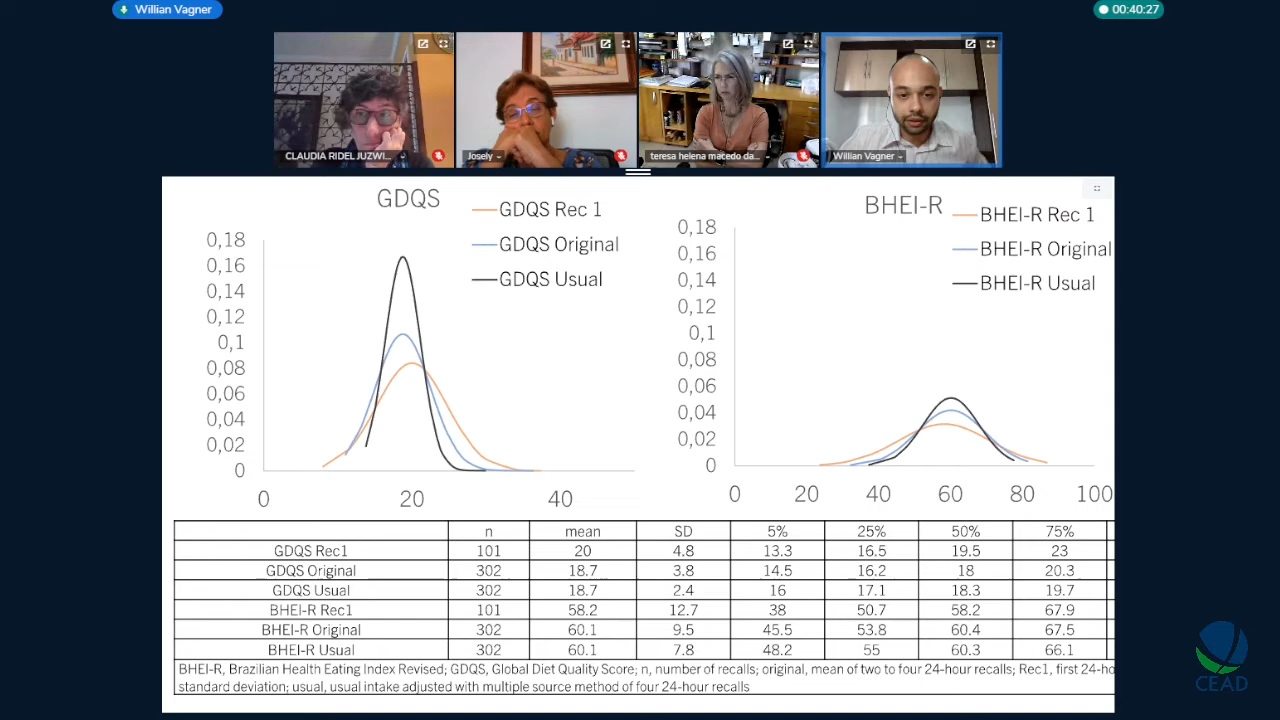 Willian Vagner
00:40:27
CLAUDIA RIDEL JUZWI...
Josely
teresa helena macedo da...
Willian Vagner
GDQS
GDQS Rec 1
GDQS Original
GDQS Usual
0,18
0,16
0,14
0,12
0,1
0,08
0,06
0,04
0,02
0
0 20 40
BHEI-R
BHEI-R Rec 1
BHEI-R Original
BHEI-R Usual
0,18
0,16
0,14
0,12
0,1
0,08
0,06
0,04
0,02
0
0 20 40 60 80 100
n mean SD 5% 25% 50% 75%
GDQS Rec1 101 20 4.8 13.3 16.5 19.5 23
GDQS Original 302 18.7 3.8 14.5 16.2 18 20.3
GDQS Usual 302 18.7 2.4 16 17.1 18.3 19.7
BHEI-R Rec1 101 58.2 12.7 38 50.7 58.2 67.9
BHEI-R Original 302 60.1 9.5 45.5 53.8 60.4 67.5
BHEI-R Usual 302 60.1 7.8 48.2 55 60.3 66.1
BHEI-R, Brazilian Health Eating Index Revised; GDQS, Global Diet Quality Score; n, number of recalls; original, mean of two to four 24-hour recalls; Rec1, first 24-ho
standard deviation; usual, usual intake adjusted with multiple source method of four 24-hour recalls
CEAD